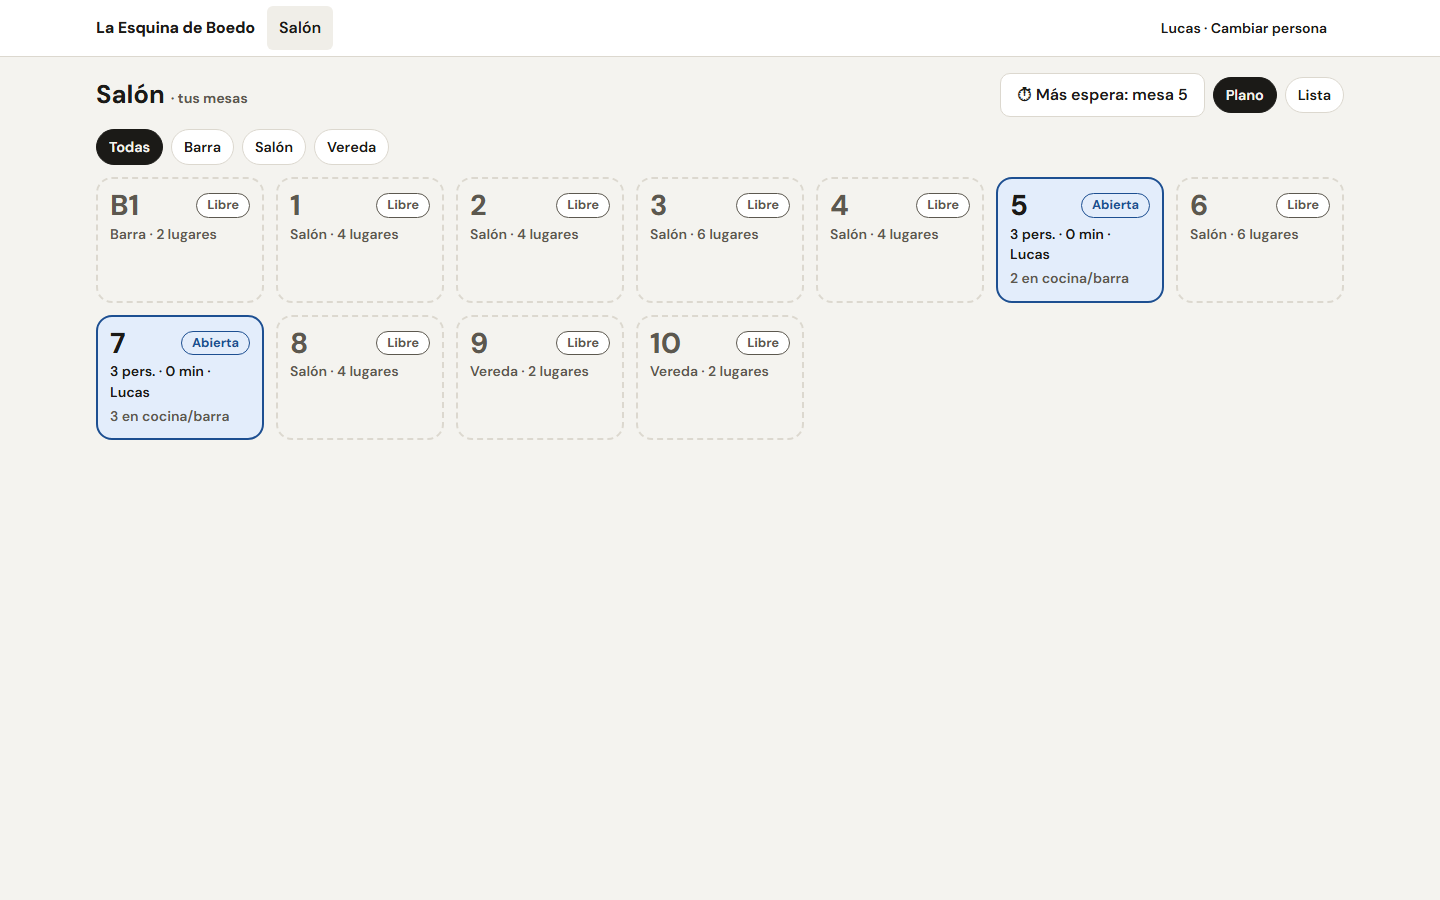 La Esquina de Boedo Salón Lucas · Cambiar persona
Salón · tus mesas ⏱ Más espera: mesa 5 Plano Lista
Todas Barra Salón Vereda
B1 Libre
Barra · 2 lugares
1 Libre
Salón · 4 lugares
2 Libre
Salón · 4 lugares
3 Libre
Salón · 6 lugares
4 Libre
Salón · 4 lugares
5 Abierta
3 pers. · 0 min ·
Lucas
2 en cocina/barra
6 Libre
Salón · 6 lugares
7 Abierta
3 pers. · 0 min ·
Lucas
3 en cocina/barra
8 Libre
Salón · 4 lugares
9 Libre
Vereda · 2 lugares
10 Libre
Vereda · 2 lugares